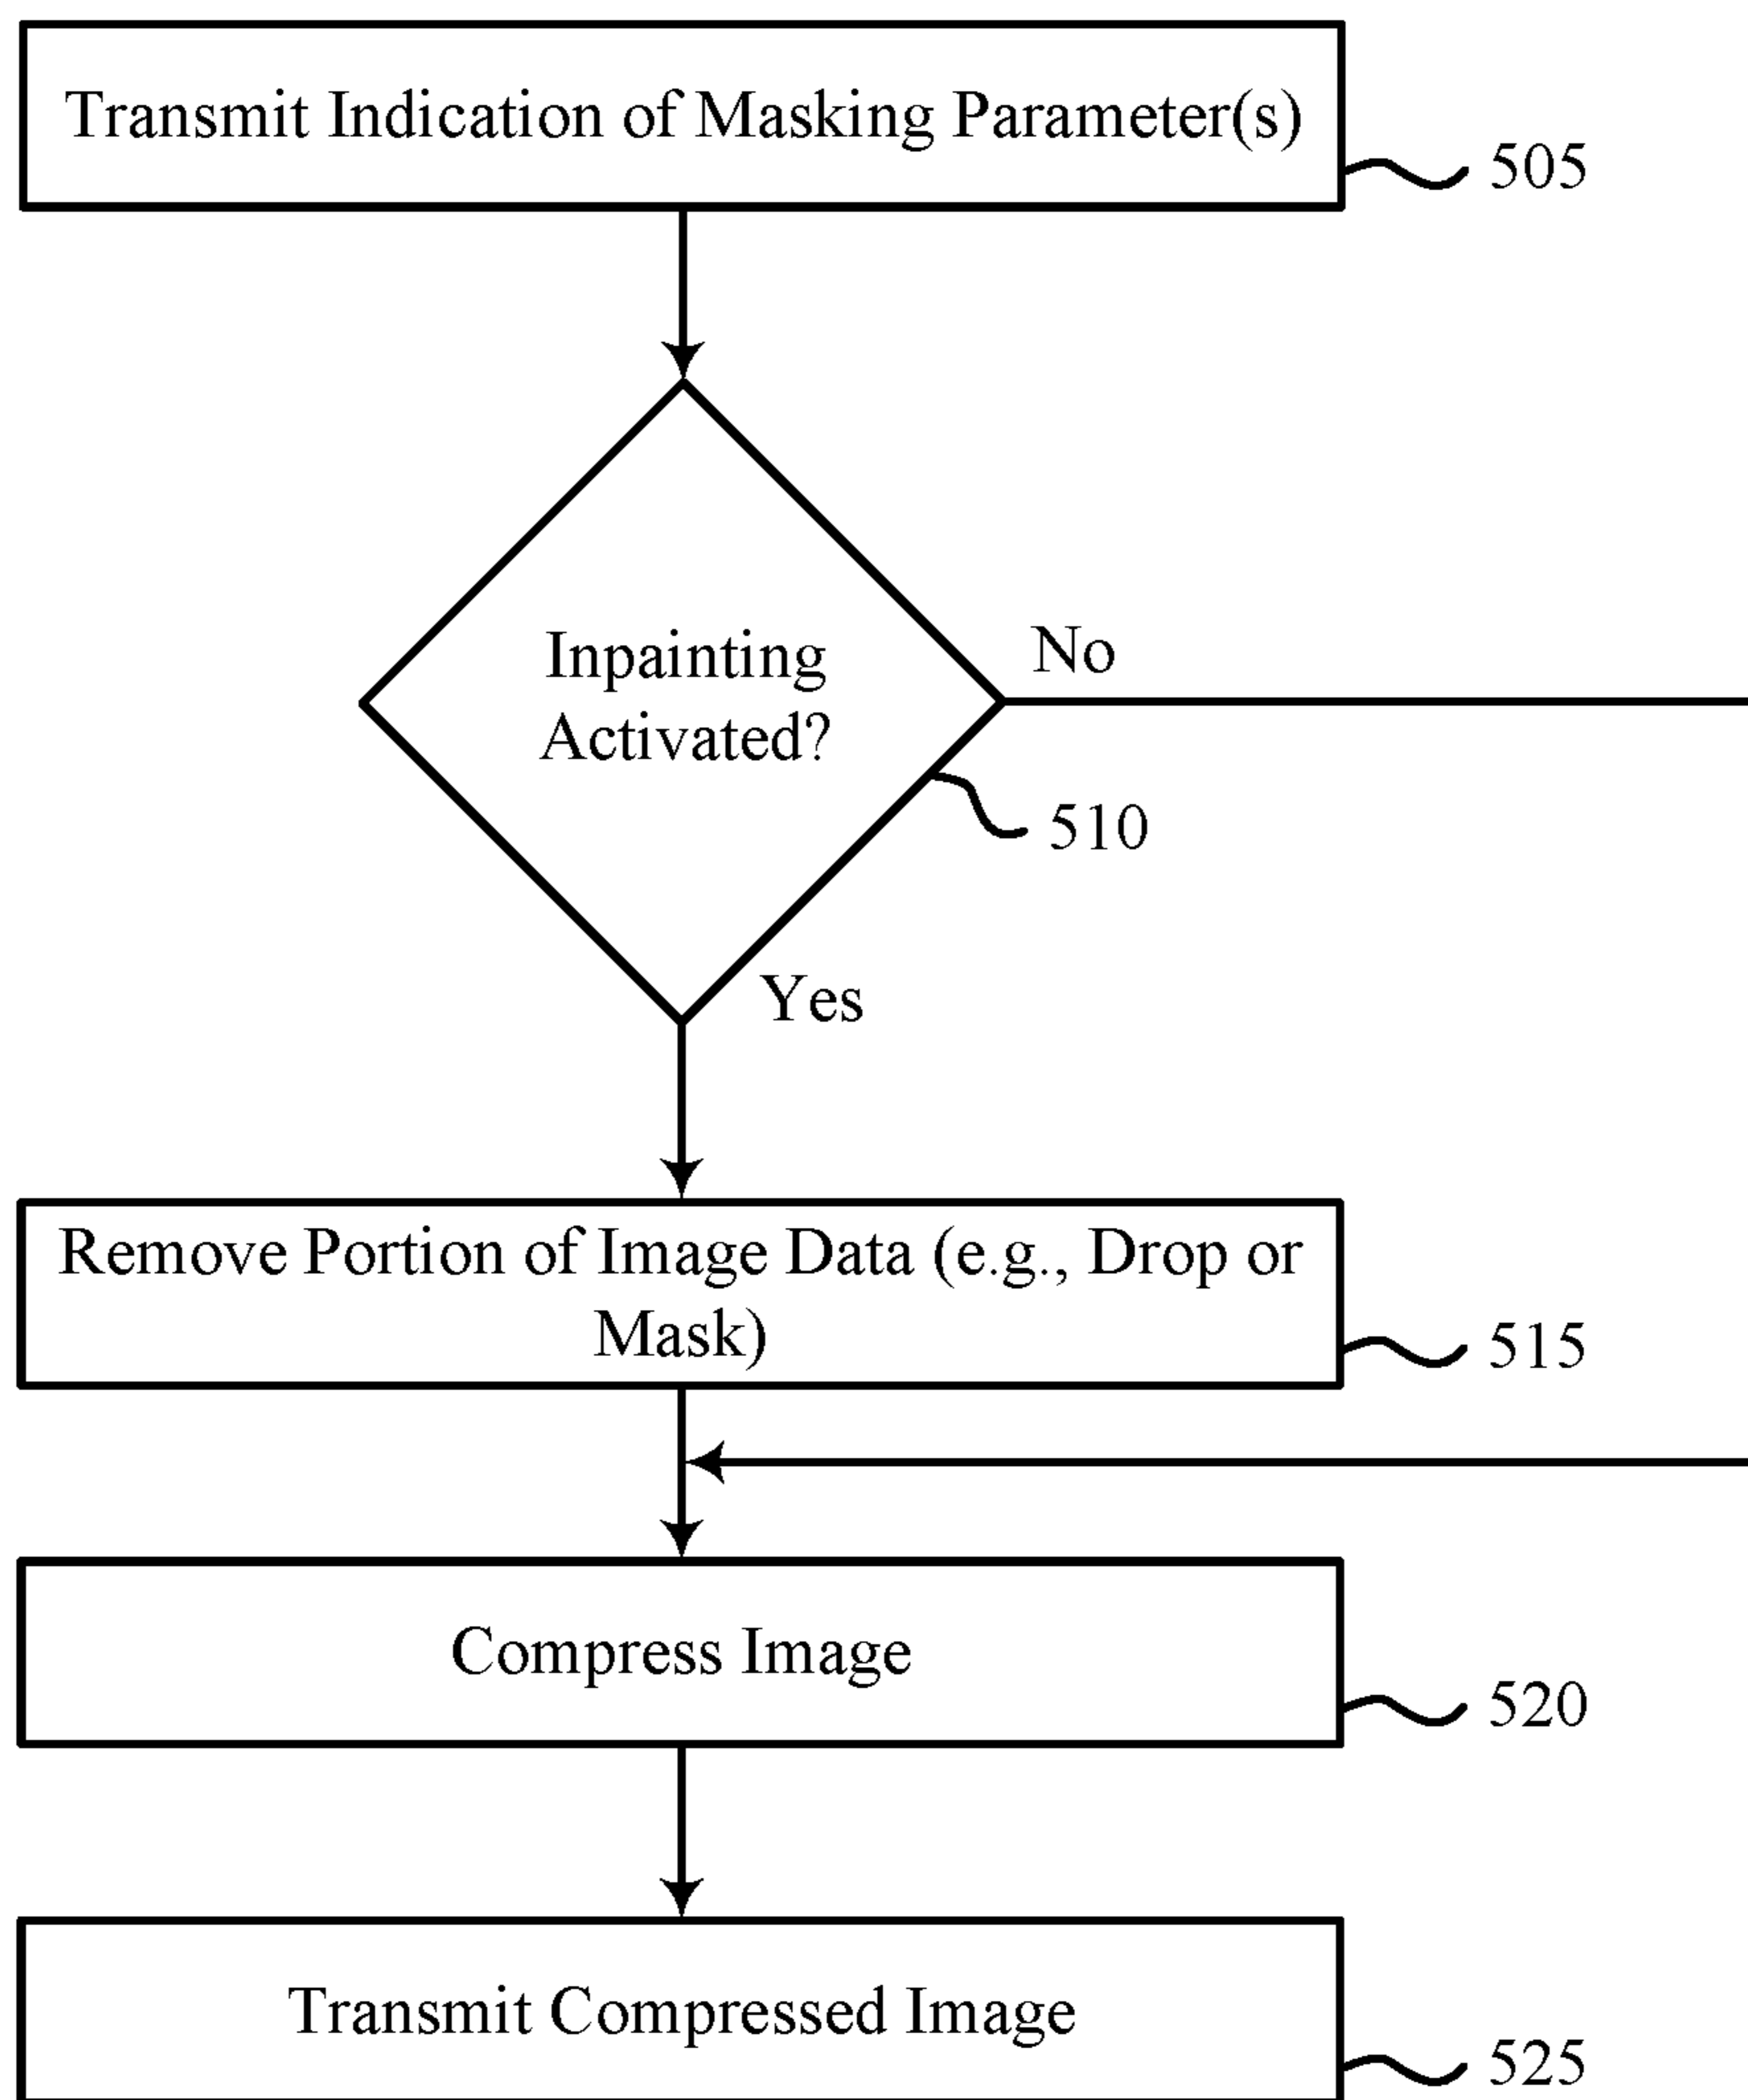 Transmit Indication of Masking Parameter(s)
505
Inpainting
Activated?
No
510
Yes
Remove Portion of Image Data (e.g., Drop or
Mask)
515
Compress Image
520
Transmit Compressed Image
525